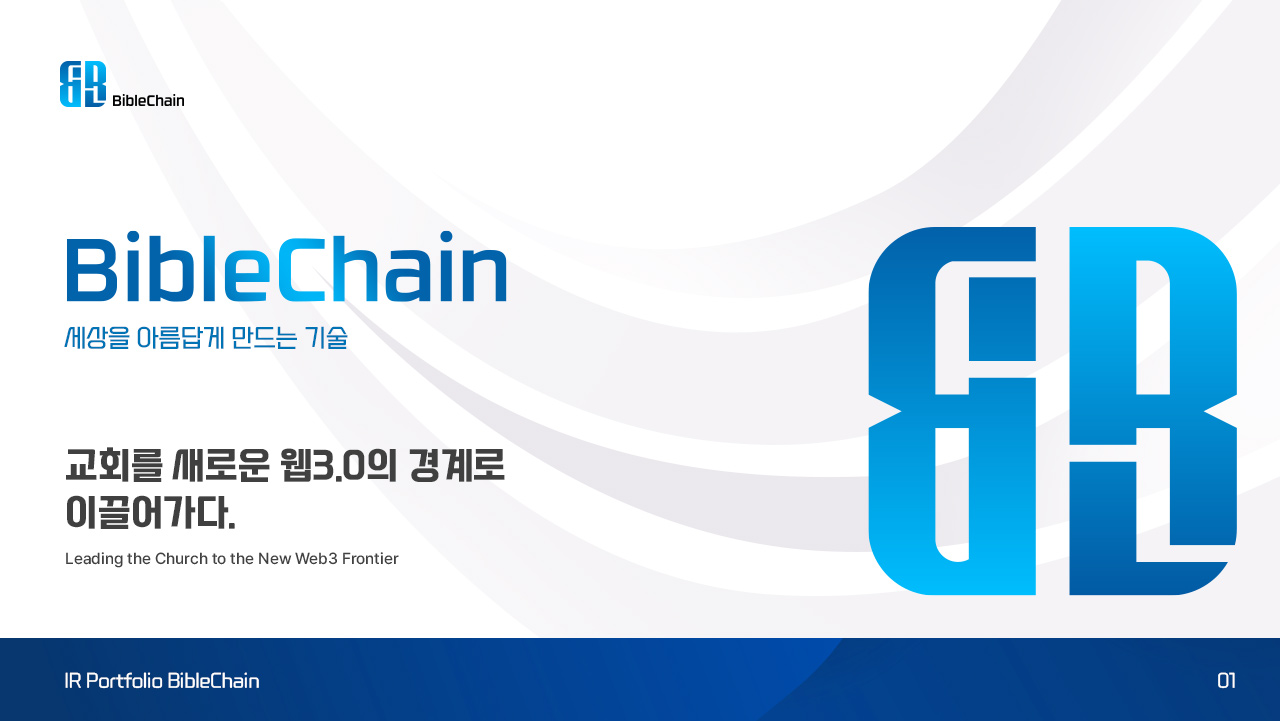 BibleChain
BibleChain
세상을 아름답게 만드는 기술
교회를 새로운 웹3.0의 경계로
이끌어가다.
Leading the Church to the New Web3 Frontier
IR Portfolio BibleChain
01